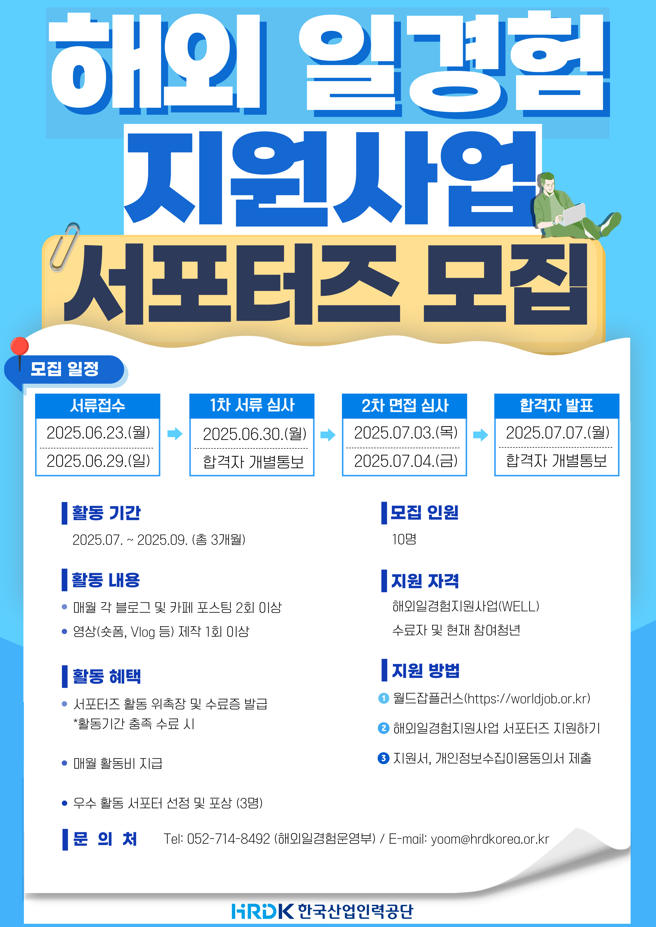 해외 일경험
지원사업
서포터즈 모집
모집 일정
서류접수
2025.06.23.(월)
2025.06.29.(일)
1차 서류 심사
2025.06.30.(월)
합격자 개별통보
2차 면접 심사
2025.07.03.(목)
2025.07.04.(금)
합격자 발표
2025.07.07.(월)
합격자 개별통보
활동 기간
2025.07. ~ 2025.09. (총 3개월)
활동 내용
매월 각 블로그 및 카페 포스팅 2회 이상
영상(숏폼, Vlog 등) 제작 1회 이상
활동 혜택
서포터즈 활동 위촉장 및 수료증 발급
*활동기간 충족 수료 시
매월 활동비 지급
우수 활동 서포터 선정 및 포상 (3명)
모집 인원
10명
지원 자격
해외일경험지원사업(WELL)
수료자 및 현재 참여청년
지원 방법
1 월드잡플러스(https://worldjob.or.kr)
2 해외일경험지원사업 서포터즈 지원하기
3 지원서, 개인정보수집이용동의서 제출
문 의 처 Tel: 052-714-8492 (해외일경험운영부) / E-mail: yoom@hrdkorea.or.kr
HRDK 한국산업인력공단